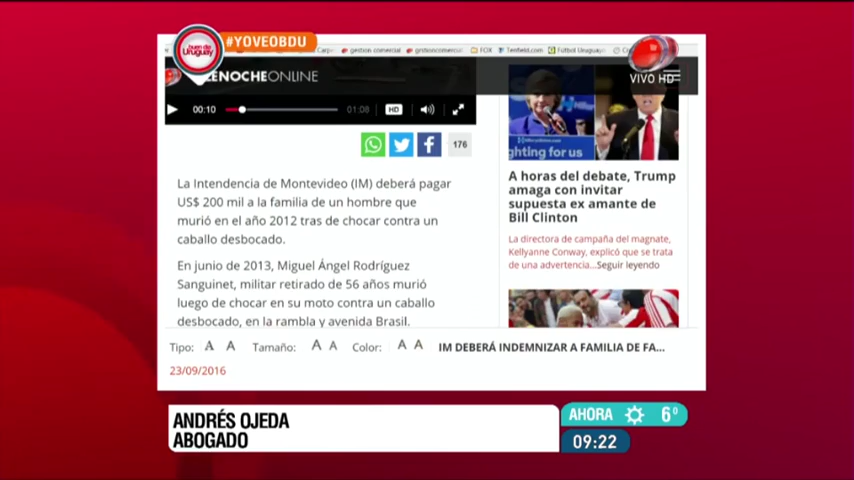 buen día
Uruguay
#YOVEOBDU
gestion comercial
FOX
Tenfield.com
Fútbol Uruguayo
ENOCHEONLINE
VIVO HD
00:10
01:08
HD
176
ghting for us
La Intendencia de Montevideo (IM) deberá pagar
US$ 200 mil a la familia de un hombre que
murió en el año 2012 tras de chocar contra un
caballo desbocado.
En junio de 2013, Miguel Ángel Rodríguez
Sanguinet, militar retirado de 56 años murió
luego de chocar en su moto contra un caballo
desbocado, en la rambla y avenida Brasil.
A horas del debate, Trump
amaga con invitar
supuesta ex amante de
Bill Clinton
La directora de campaña del magnate,
Kellyanne Conway, explicó que se trata
de una advertencia...Seguir leyendo
Tipo: A A Tamaño: A A Color: A A IM DEBERÁ INDEMNIZAR A FAMILIA DE FA...
23/09/2016
ANDRÉS OJEDA
ABOGADO
AHORA 6º
09:22